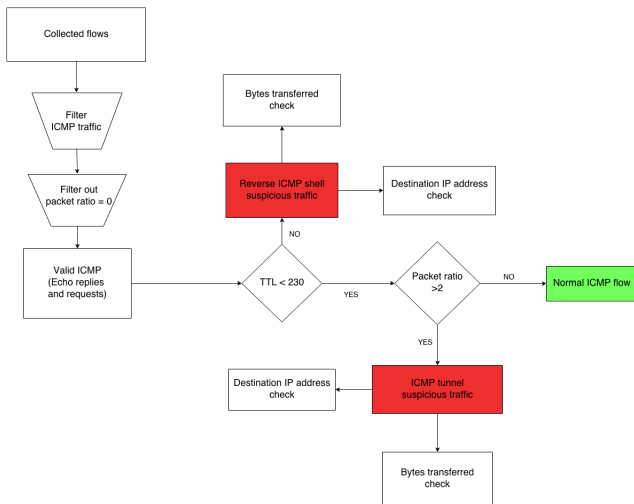 Collected flows
Filter
ICMP traffic
Filter out
packet ratio = 0
Valid ICMP
(Echo replies
and requests)
Bytes transferred
check
Reverse ICMP shell
suspicious traffic
Destination IP address
check
NO
TTL < 230
YES
Packet ratio
>2
NO
Normal ICMP flow
YES
ICMP tunnel
suspicious traffic
Destination IP address
check
Bytes transferred
check